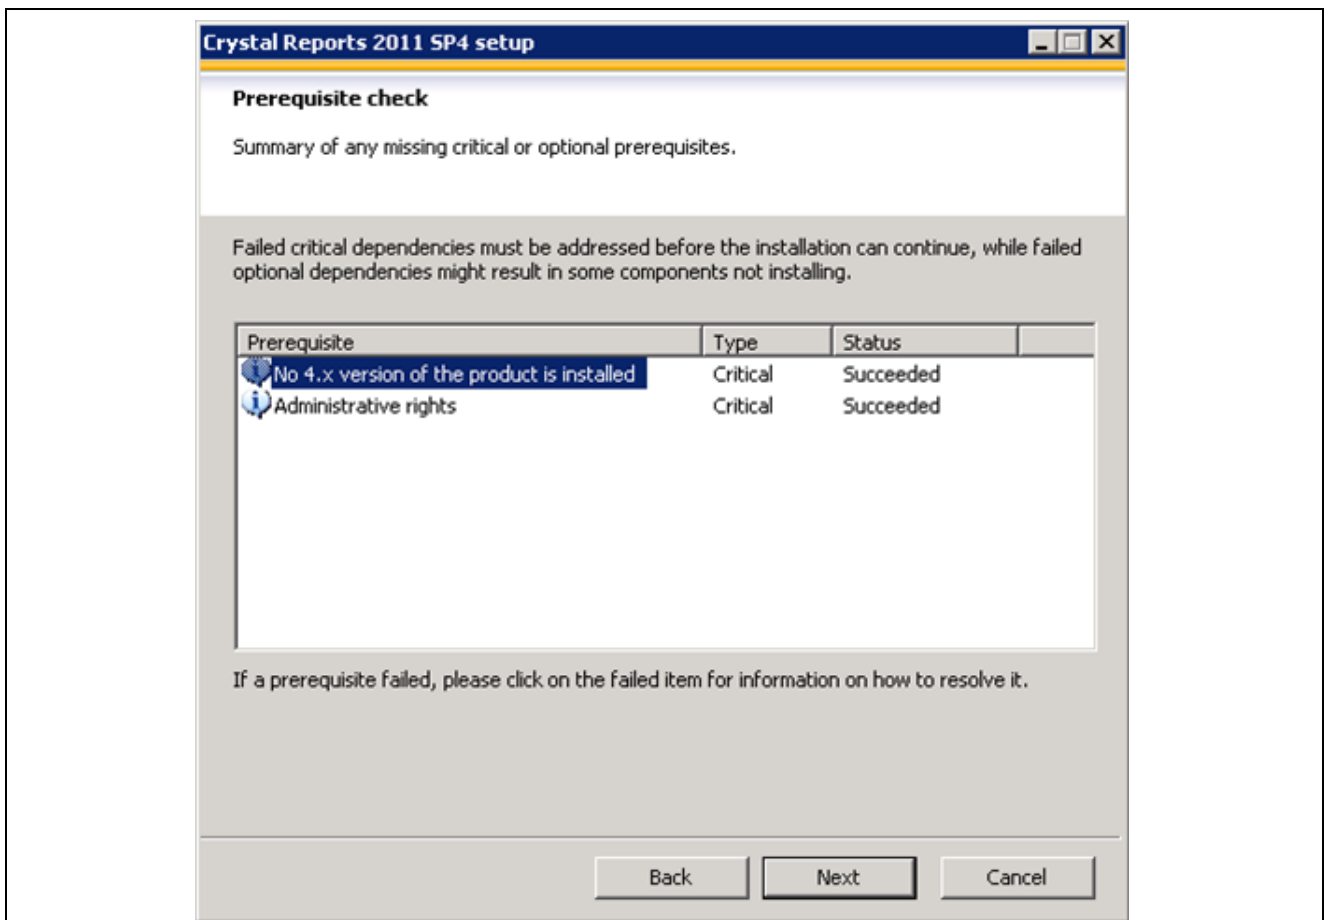 Crystal Reports 2011 SP4 setup
Prerequisite check
Summary of any missing critical or optional prerequisites.
Failed critical dependencies must be addressed before the installation can continue, while failed
optional dependencies might result in some components not installing.
Prerequisite Type Status
No 4.x version of the product is installed Critical Succeeded
Administrative rights Critical Succeeded
If a prerequisite failed, please click on the failed item for information on how to resolve it.
Back Next Cancel